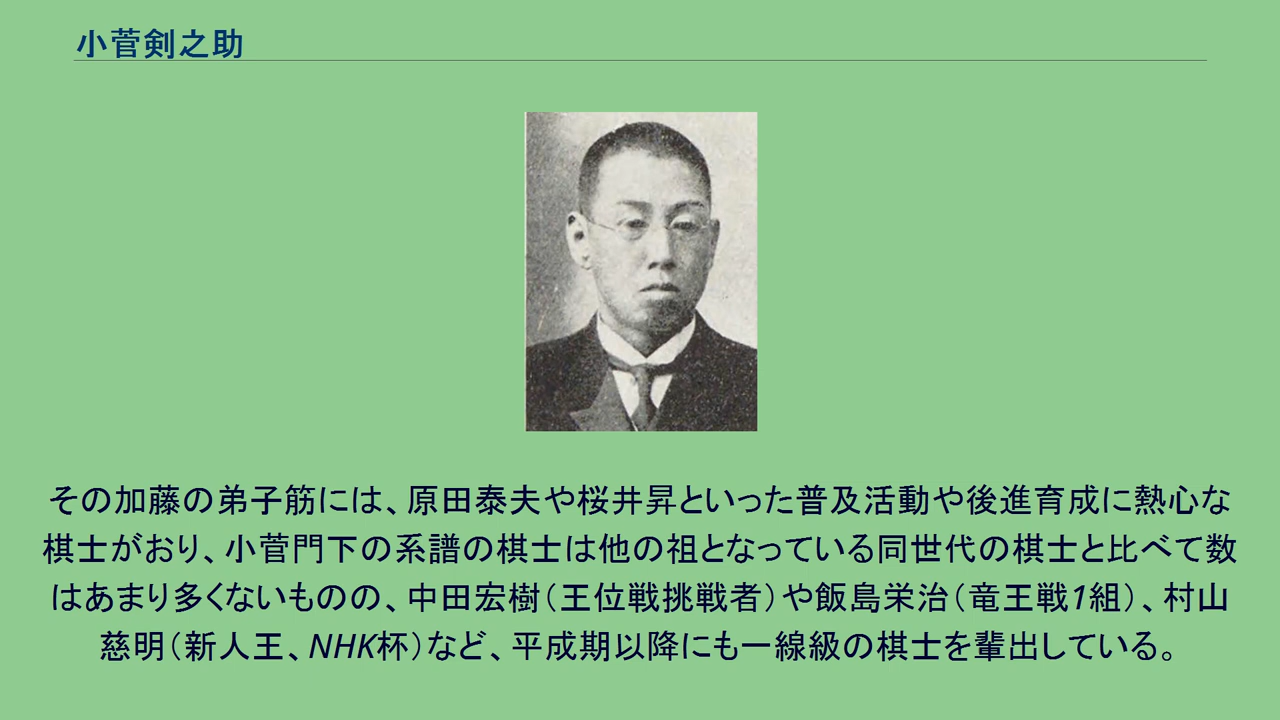 小菅剣之助
その加藤の弟子筋には、原田泰夫や桜井昇といった普及活動や後進育成に熱心な
棋士がおり、小菅門下の系譜の棋士は他の祖となっている同世代の棋士と比べて数
はあまり多くないものの、中田宏樹（王位戦挑戦者）や飯島栄治（竜王戦1組）、村山
慈明（新人王、NHK杯）など、平成期以降にも一線級の棋士を輩出している。